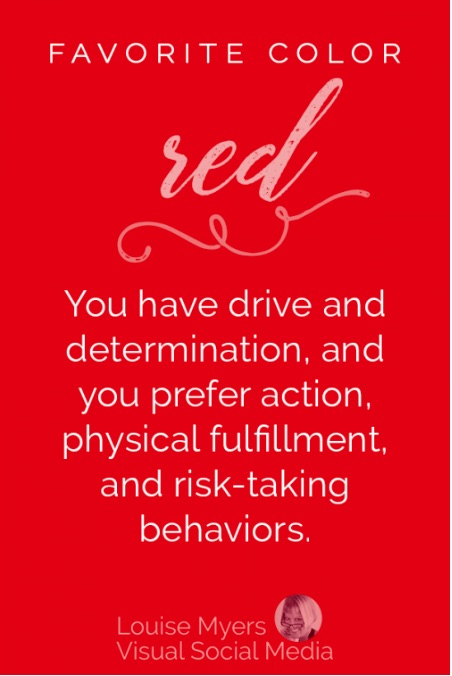 FAVORITE COLOR
red
You have drive and
determination, and
you prefer action,
physical fulfillment,
and risk-taking
behaviors.
Louise Myers
Visual Social Media